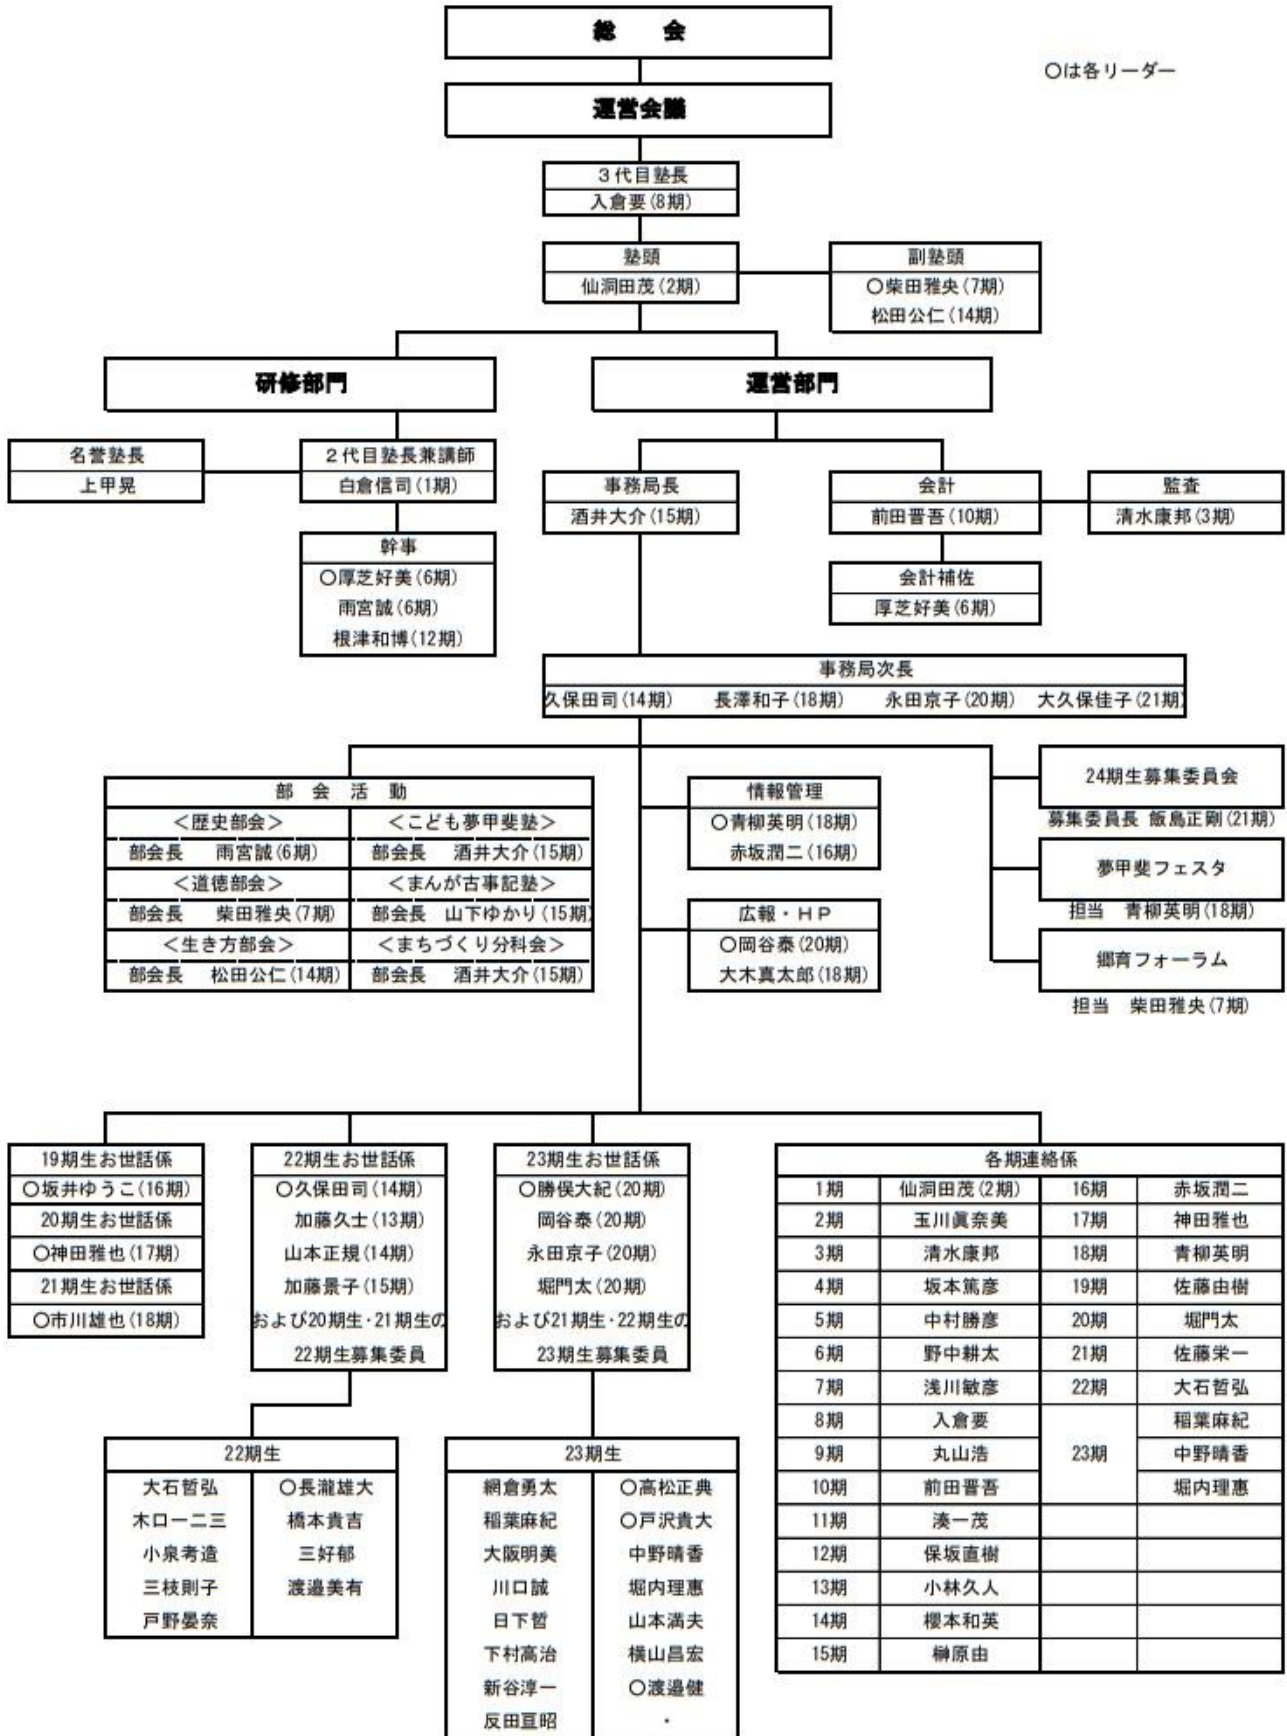 総　会
○は各リーダー
運営会議
３代目塾長
入倉要(8期)
塾頭
仙洞田茂(2期)
副塾頭
○柴田雅央(7期)
松田公仁(14期)
研修部門
運営部門
名誉塾長
上甲晃
２代目塾長兼講師
白倉信司(1期)
事務局長
酒井大介(15期)
会計
前田晋吾(10期)
監査
清水康邦(3期)
幹事
○厚芝好美(6期)
雨宮誠(6期)
根津和博(12期)
会計補佐
厚芝好美(6期)
事務局次長
久保田司(14期)　長澤和子(18期)　永田京子(20期)　大久保佳子(21期)
部　会　活　動
＜歴史部会＞　＜こども夢甲斐塾＞
部会長　雨宮誠(6期)　部会長　酒井大介(15期)
＜道徳部会＞　＜まんが古事記塾＞
部会長　柴田雅央(7期)　部会長　山下ゆかり(15期)
＜生き方部会＞　＜まちづくり分科会＞
部会長　松田公仁(14期)　部会長　酒井大介(15期)
情報管理
○青柳英明(18期)
赤坂潤二(16期)
広報・ＨＰ
○岡谷泰(20期)
大木真太郎(18期)
24期生募集委員会
募集委員長 飯島正剛(21期)
夢甲斐フェスタ
担当　青柳英明(18期)
郷育フォーラム
担当　柴田雅央(7期)
19期生お世話係
○坂井ゆうこ(16期)
20期生お世話係
○神田雅也(17期)
21期生お世話係
○市川雄也(18期)
22期生お世話係
○久保田司(14期)
加藤久士(13期)
山本正規(14期)
加藤景子(15期)
および20期生・21期生の
22期生募集委員
23期生お世話係
○勝俣大紀(20期)
岡谷泰(20期)
永田京子(20期)
堀門太(20期)
および21期生・22期生の
23期生募集委員
各期連絡係
1期　仙洞田茂(2期)　16期　赤坂潤二
2期　玉川眞奈美　17期　神田雅也
3期　清水康邦　18期　青柳英明
4期　坂本篤彦　19期　佐藤由樹
5期　中村勝彦　20期　堀門太
6期　野中耕太　21期　佐藤栄一
7期　浅川敏彦　22期　大石哲弘
8期　入倉要　稲葉麻紀
9期　丸山浩　23期　中野晴香
10期　前田晋吾　堀内理恵
11期　湊一茂
12期　保坂直樹
13期　小林久人
14期　櫻本和英
15期　榊原由
22期生
大石哲弘　○長瀧雄大
木口一二三　橋本貴吉
小泉考造　三好郁
三枝則子　渡邉美有
戸野晏奈
23期生
網倉勇太　○高松正典
稲葉麻紀　○戸沢貴大
大阪明美　中野晴香
川口誠　堀内理惠
日下哲　山本満夫
下村高治　横山昌宏
新谷淳一　○渡邉健
反田亘昭　・